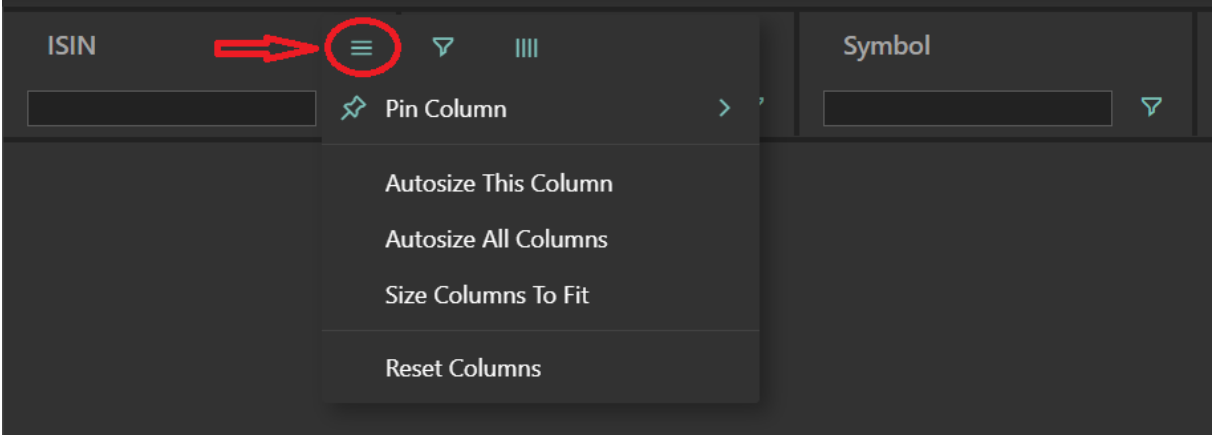 ISIN
Symbol
Pin Column
Autosize This Column
Autosize All Columns
Size Columns To Fit
Reset Columns